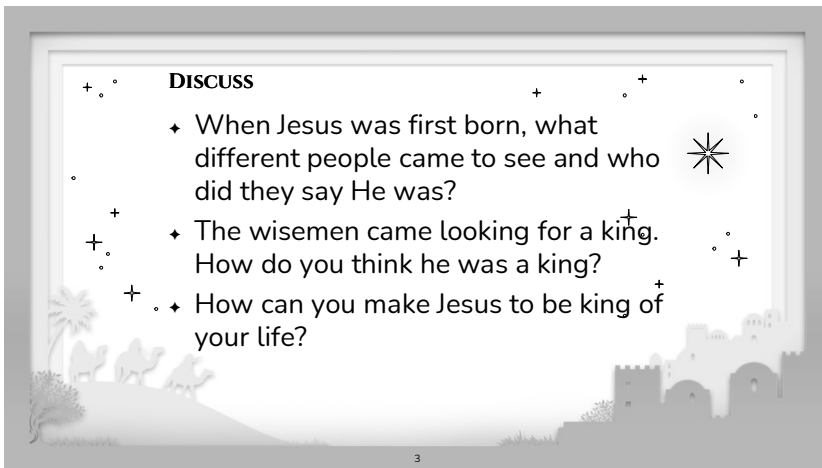 DISCUSS
When Jesus was first born, what
different people came to see and who
did they say He was?
The wisemen came looking for a king.
How do you think he was a king?
How can you make Jesus to be king of
your life?
3